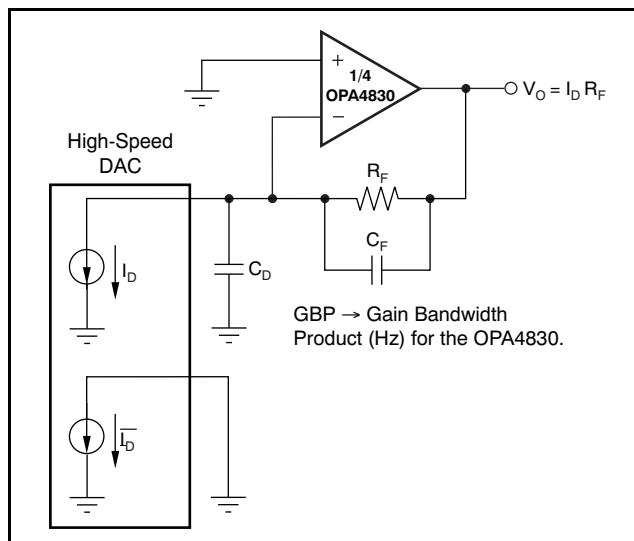 +
1/4
OPA4830
−
V_O = I_D R_F
High-Speed
DAC
R_F
C_F
I_D
C_D
GBP → Gain Bandwidth
Product (Hz) for the OPA4830.
I̅_D̅